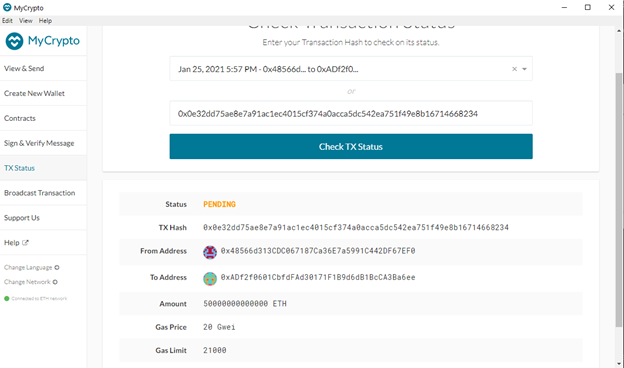 MyCrypto
Edit View Help
MyCrypto
Check Transaction Status
Enter your Transaction Hash to check on its status.
View & Send
Jan 25, 2021 5:57 PM - 0x48566d... to 0xADf2f0...
Create New Wallet
or
Contracts
0x0e32dd75ae8e7a91ac1ec4015cf374a0acca5dc542ea751f49e8b16714668234
Sign & Verify Message
Check TX Status
TX Status
Broadcast Transaction
Status PENDING
Support Us
TX Hash 0x0e32dd75ae8e7a91ac1ec4015cf374a0acca5dc542ea751f49e8b16714668234
Help
From Address 0x48566d313CDC067187Ca36E7a5991C442DF67EF0
Change Language
To Address 0xADf2f0601CbfdFAd30171F1B9d6dB1BcCA3Ba6ee
Change Network
Connected to ETH network
Amount 50000000000000 ETH
Gas Price 20 Gwei
Gas Limit 21000